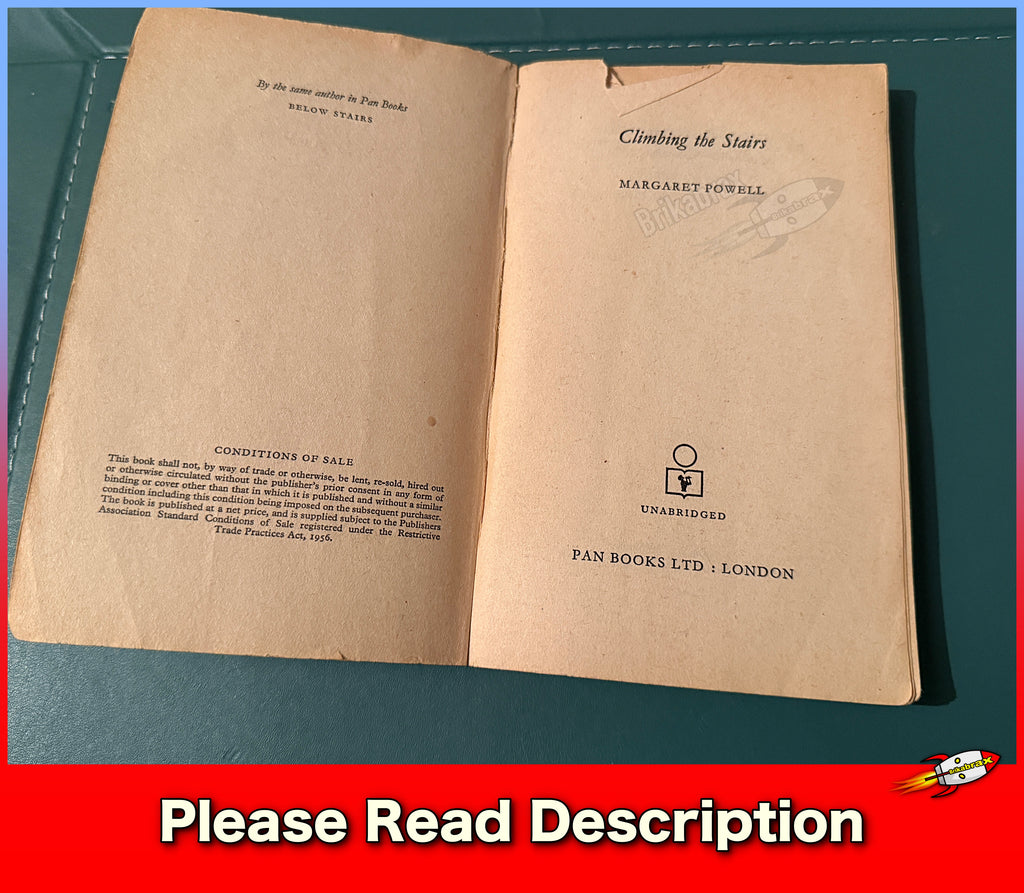 By the same author in Pan Books
BELOW STAIRS
CONDITIONS OF SALE
This book shall not, by way of trade or otherwise, be lent, re-sold, hired out
or otherwise circulated without the publisher's prior consent in any form of
binding or cover other than that in which it is published and without a similar
condition including this condition being imposed on the subsequent purchaser.
The book is published at a net price, and is supplied subject to the Publishers
Association Standard Conditions of Sale registered under the Restrictive
Trade Practices Act, 1956.
Climbing the Stairs
MARGARET POWELL
Brikabrax
Brikabrax
UNABRIDGED
PAN BOOKS LTD : LONDON
Brikabrax
Please Read Description